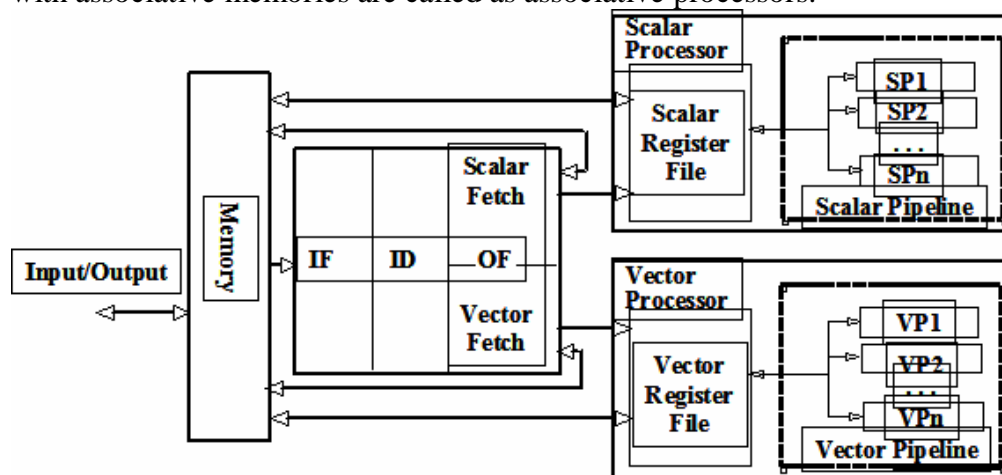 with associative memories are called as associative processors.
Scalar
Processor
SP1
SP2
. . .
SPn
Scalar Pipeline
Scalar
Register
File
Scalar
Fetch
Memory
IF
ID
OF
Input/Output
Vector
Fetch
Vector
Processor
Vector
Register
File
VP1
VP2
. . .
VPn
Vector Pipeline